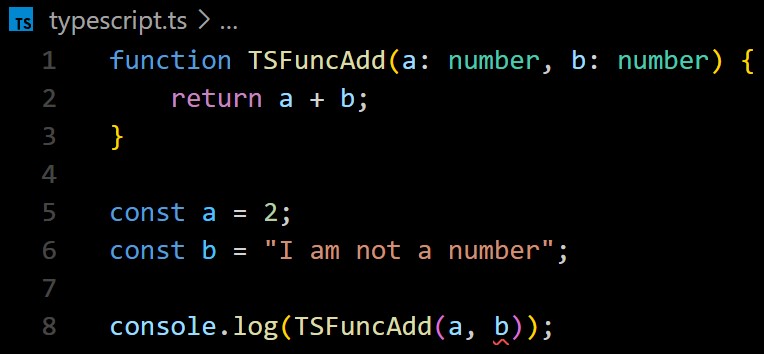 TS typescript.ts > ...
1 function TSFuncAdd(a: number, b: number) {
2     return a + b;
3 }
4
5 const a = 2;
6 const b = "I am not a number";
7
8 console.log(TSFuncAdd(a, b));